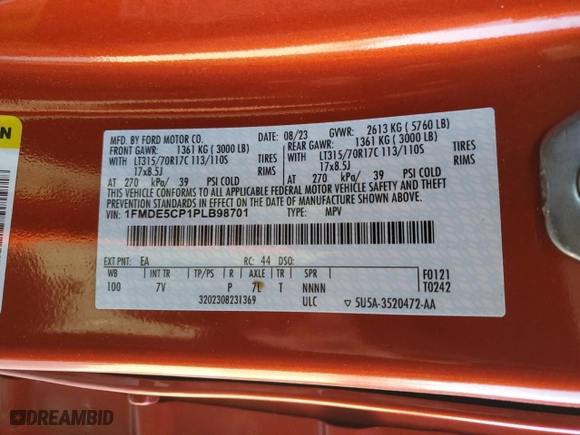 MFD. BY FORD MOTOR CO.
DATE: 08/23 GVWR: 2613 KG ( 5760 LB)
FRONT GAWR: 1361 KG ( 3000 LB) REAR GAWR: 1361 KG ( 3000 LB)
WITH LT315/70R17C 113/110S TIRES WITH LT315/70R17C 113/110S TIRES
17x8.5J RIMS 17x8.5J RIMS
AT 270 kPa/ 39 PSI COLD AT 270 kPa/ 39 PSI COLD
THIS VEHICLE CONFORMS TO ALL APPLICABLE FEDERAL MOTOR VEHICLE SAFETY AND THEFT
PREVENTION STANDARDS IN EFFECT ON THE DATE OF MANUFACTURE SHOWN ABOVE.
VIN: 1FMDE5CP1PLB98701 TYPE: MPV
EXT PNT: EA RC: 44 DSO:
WB INT TR TP/PS R AXLE TR SPR F0121
100 7V P 7L T NNNN T0242
3202308231369 ULC ▽ 5U5A-3520472-AA
DREAMBID